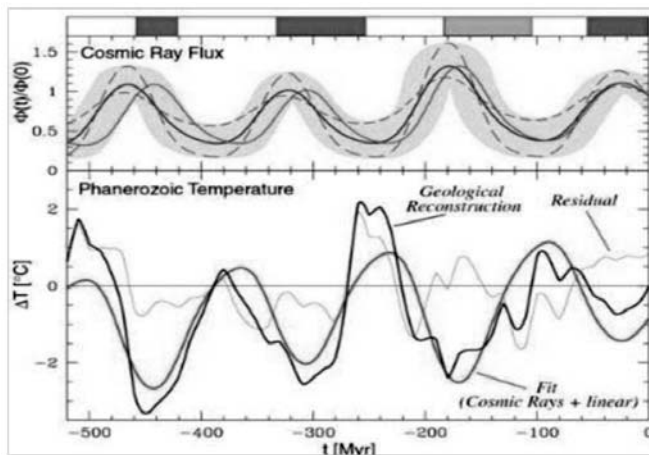 Cosmic Ray Flux
Φ(t)/Φ(0)
1.5
1
0.5
0
Phanerozoic Temperature
Geological
Reconstruction
Residual
ΔT [°C]
2
0
-2
Fit
(Cosmic Rays + linear)
-500 -400 -300 -200 -100 -0
t [Myr]